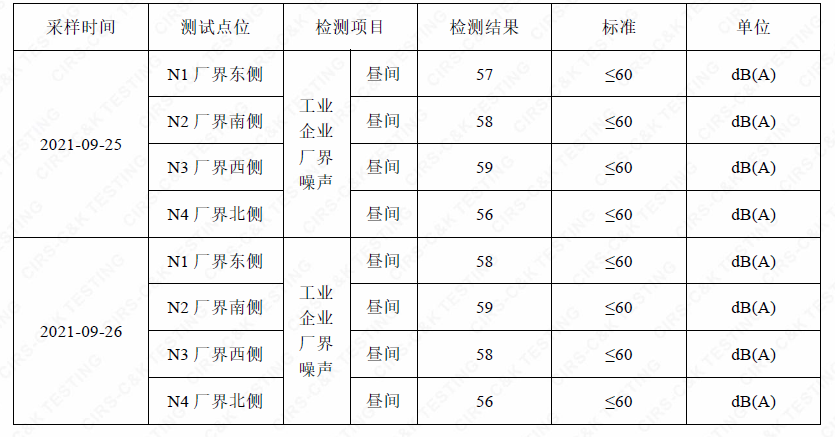 采样时间 测试点位 检测项目 检测结果 标准 单位
2021-09-25 N1 厂界东侧 工业企业厂界噪声 昼间 57 ≤60 dB(A)
N2 厂界南侧 昼间 58 ≤60 dB(A)
N3 厂界西侧 昼间 59 ≤60 dB(A)
N4 厂界北侧 昼间 56 ≤60 dB(A)
2021-09-26 N1 厂界东侧 工业企业厂界噪声 昼间 58 ≤60 dB(A)
N2 厂界南侧 昼间 59 ≤60 dB(A)
N3 厂界西侧 昼间 58 ≤60 dB(A)
N4 厂界北侧 昼间 56 ≤60 dB(A)
CIRS-C&K TESTING